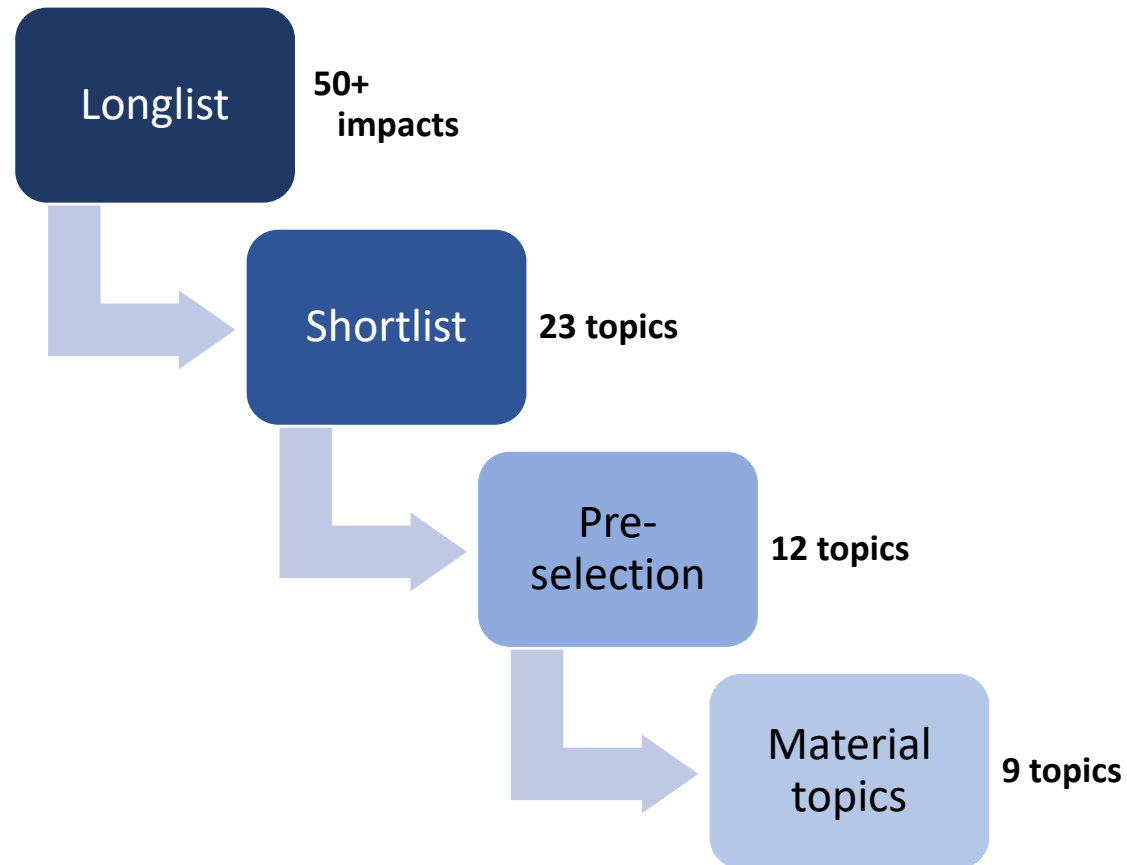 Longlist
50+
impacts
Shortlist
23 topics
Pre-
selection
12 topics
Material
topics
9 topics